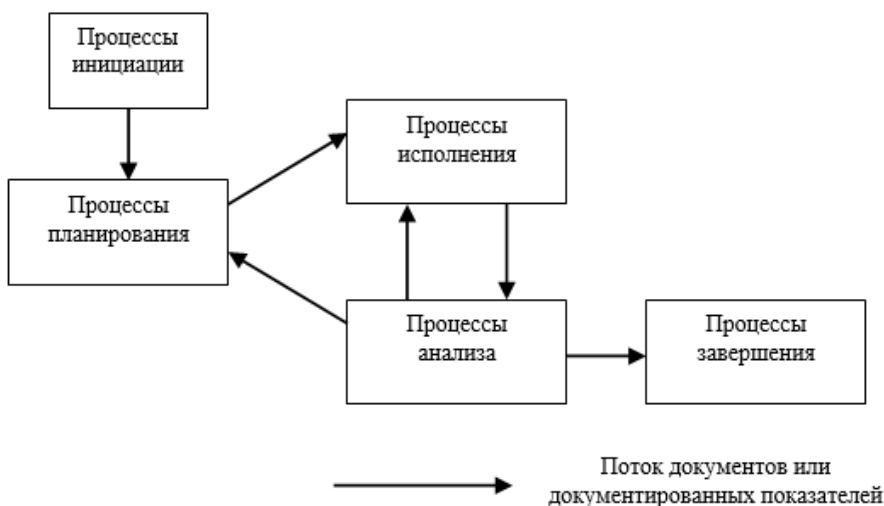 Процессы
инициации
Процессы
исполнения
Процессы
планирования
Процессы
анализа
Процессы
завершения
Поток документов или
документированных показателей